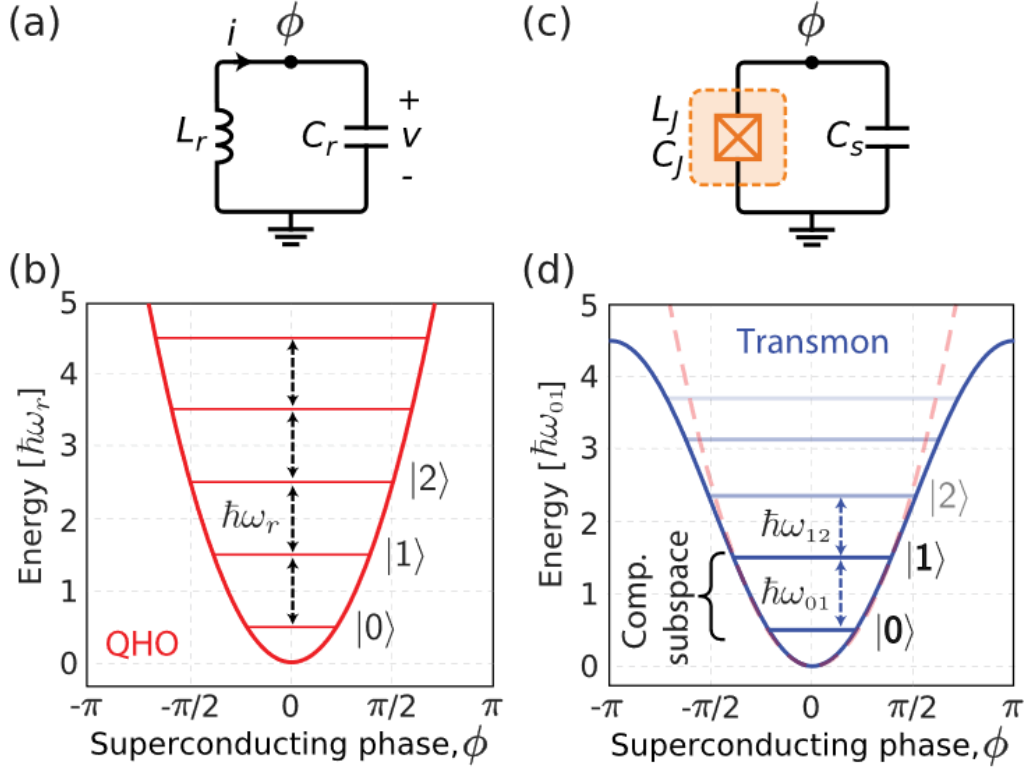 (a)
i
ϕ
L_r
C_r
+
v
-
(c)
ϕ
L_J
C_J
C_s
(b)
5
4
3
2
1
0
Energy [ℏω_r]
ℏω_r
|2⟩
|1⟩
|0⟩
QHO
-π
-π/2
0
π/2
π
Superconducting phase, ϕ
(d)
5
4
3
2
1
0
Energy [ℏω_01]
Transmon
|2⟩
ℏω_12
|1⟩
ℏω_01
|0⟩
Comp.
subspace
-π
-π/2
0
π/2
π
Superconducting phase, ϕ